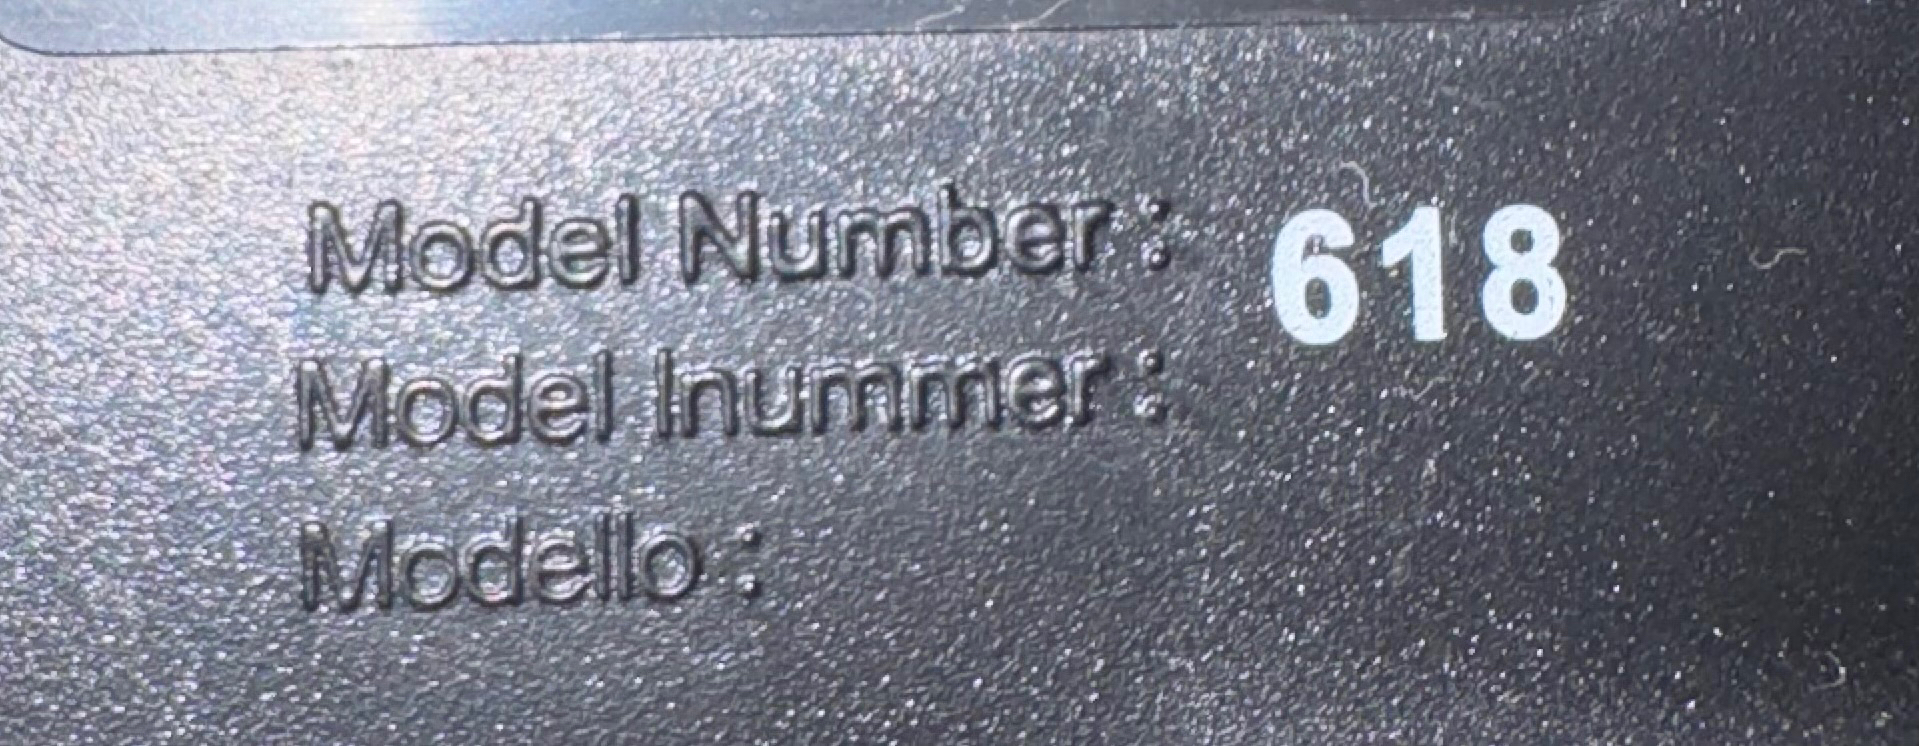 Model Number : 618
Model Inummer :
Modello :